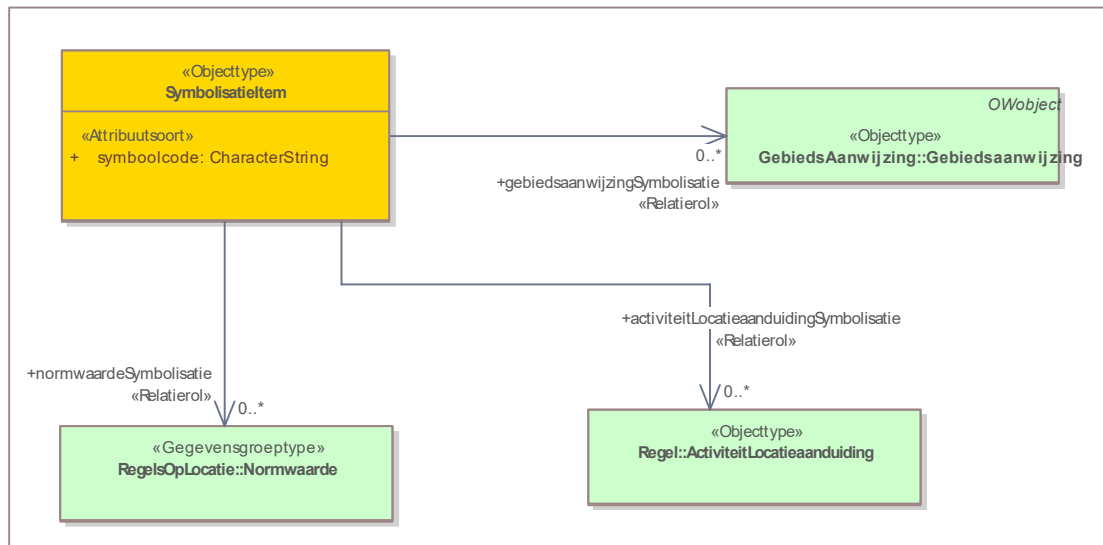 «Objecttype»
SymbolisatieItem
«Attribuutsoort»
+ symboolcode: CharacterString
OWobject
«Objecttype»
GebiedsAanwijzing::Gebiedsaanwijzing
0..*
+gebiedsaanwijzingSymbolisatie
«Relatierol»
+activiteitLocatieaanduidingSymbolisatie
«Relatierol»
+normwaardeSymbolisatie
«Relatierol»
0..*
0..*
«Gegevensgroeptype»
RegelsOpLocatie::Normwaarde
«Objecttype»
Regel::ActiviteitLocatieaanduiding